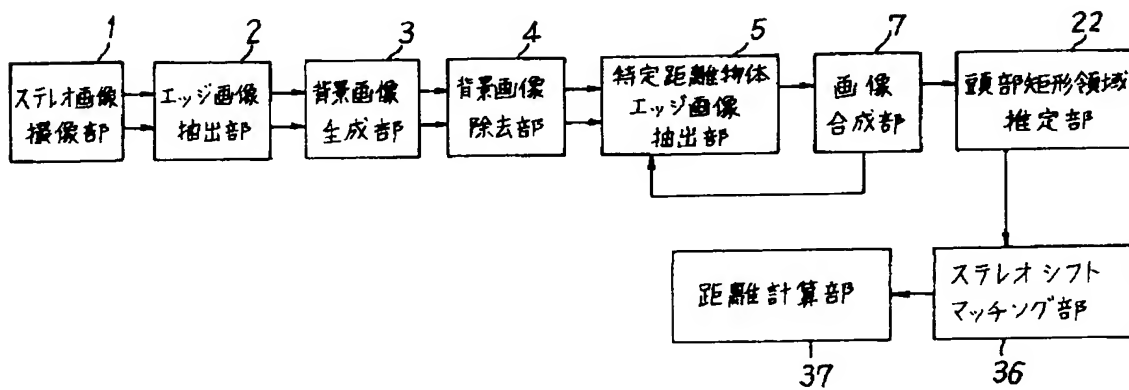 1
2
3
4
5
7
22
ステレオ画像
撮像部
エッジ画像
抽出部
背景画像
生成部
背景画像
除去部
特定距離物体
エッジ画像
抽出部
画像
合成部
頭部矩形領域
推定部
距離計算部
ステレオシフト
マッチング部
37
36